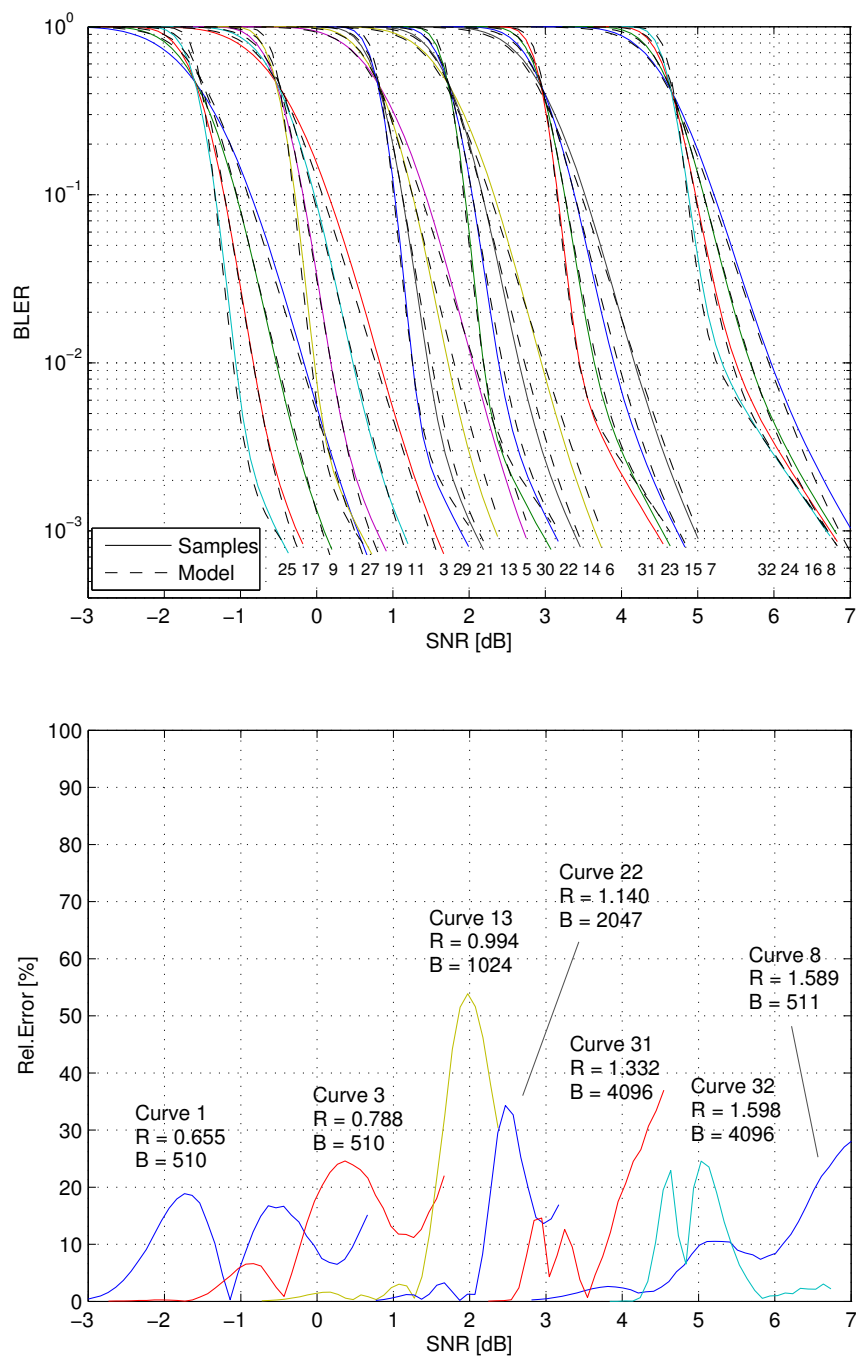 10^0
10^−1
10^−2
10^−3
BLER
Samples
Model
25 17 9 1 27 19 11 3 29 21 13 5 30 22 14 6 31 23 15 7 32 24 16 8
−3 −2 −1 0 1 2 3 4 5 6 7
SNR [dB]
100
90
80
70
60
50
40
30
20
10
0
Rel.Error [%]
Curve 1
R = 0.655
B = 510
Curve 3
R = 0.788
B = 510
Curve 13
R = 0.994
B = 1024
Curve 22
R = 1.140
B = 2047
Curve 31
R = 1.332
B = 4096
Curve 32
R = 1.598
B = 4096
Curve 8
R = 1.589
B = 511
−3 −2 −1 0 1 2 3 4 5 6 7
SNR [dB]